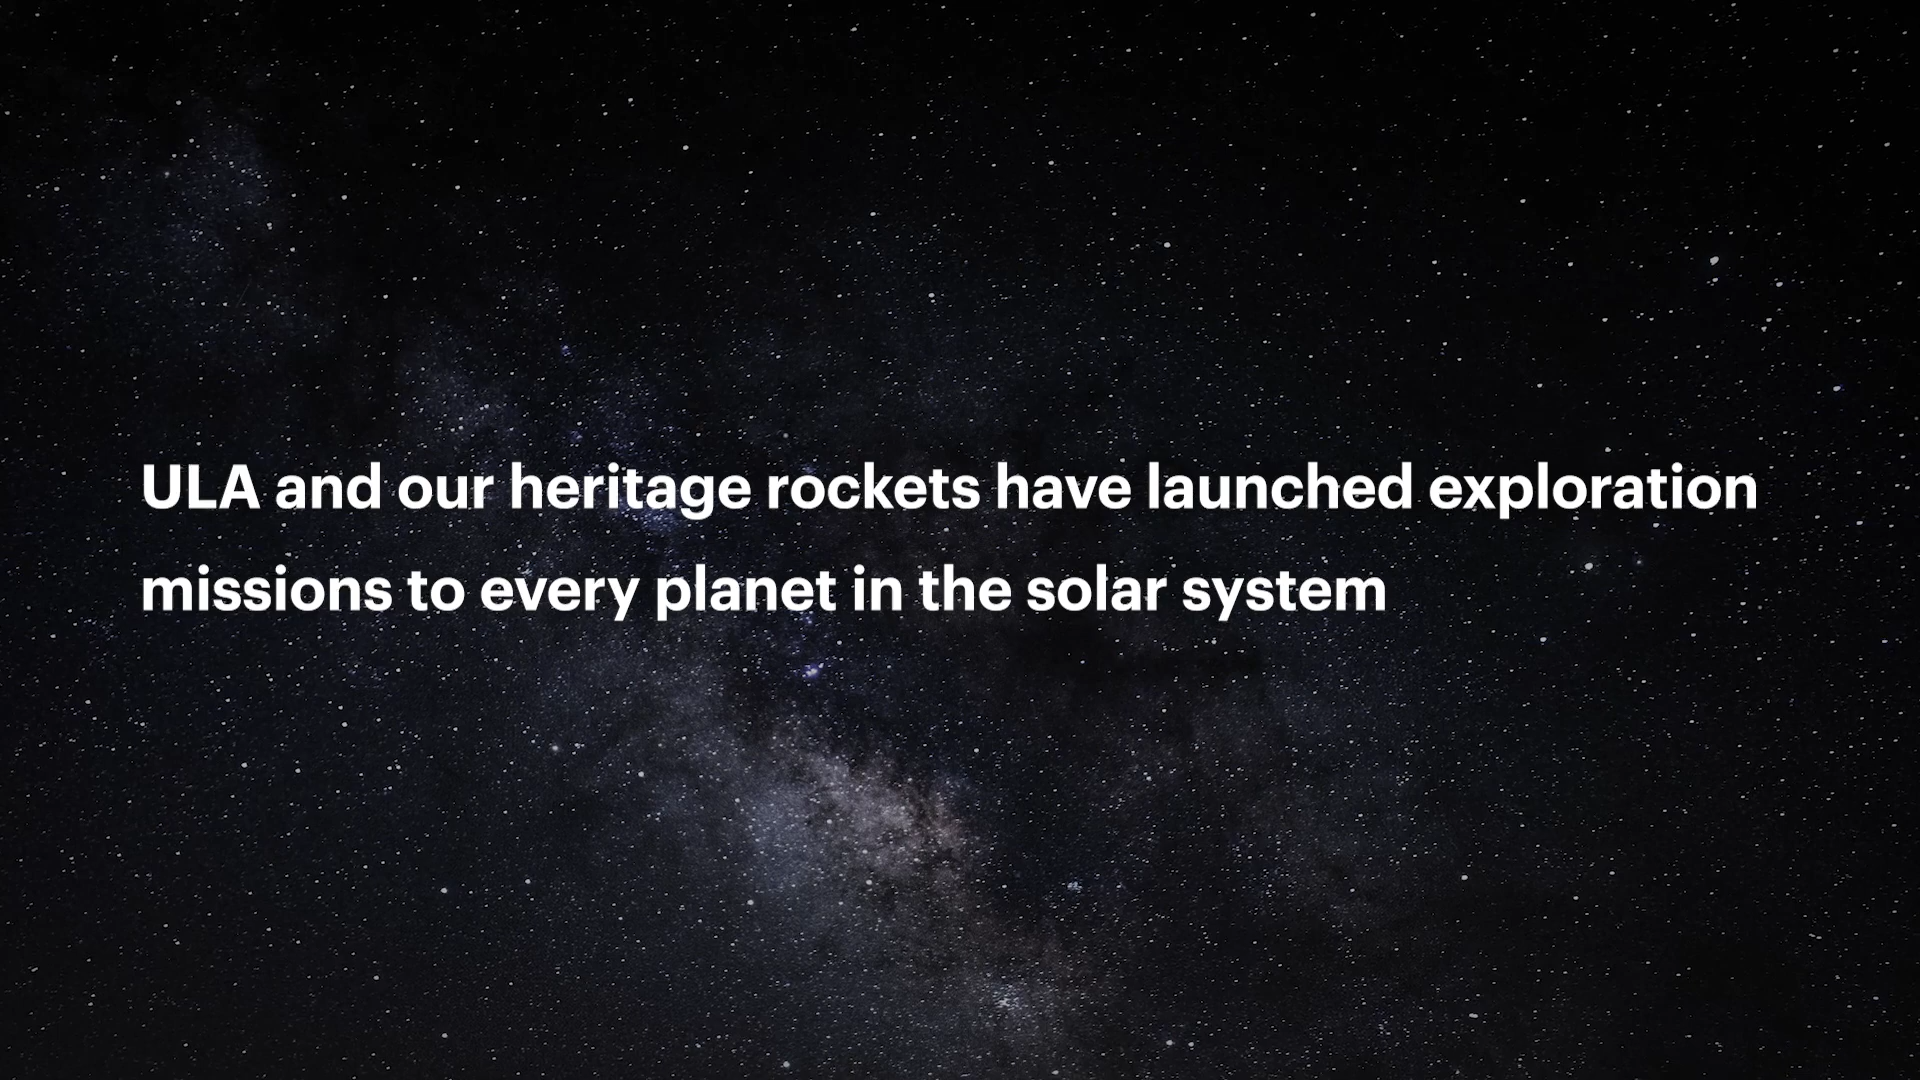 ULA and our heritage rockets have launched exploration
missions to every planet in the solar system